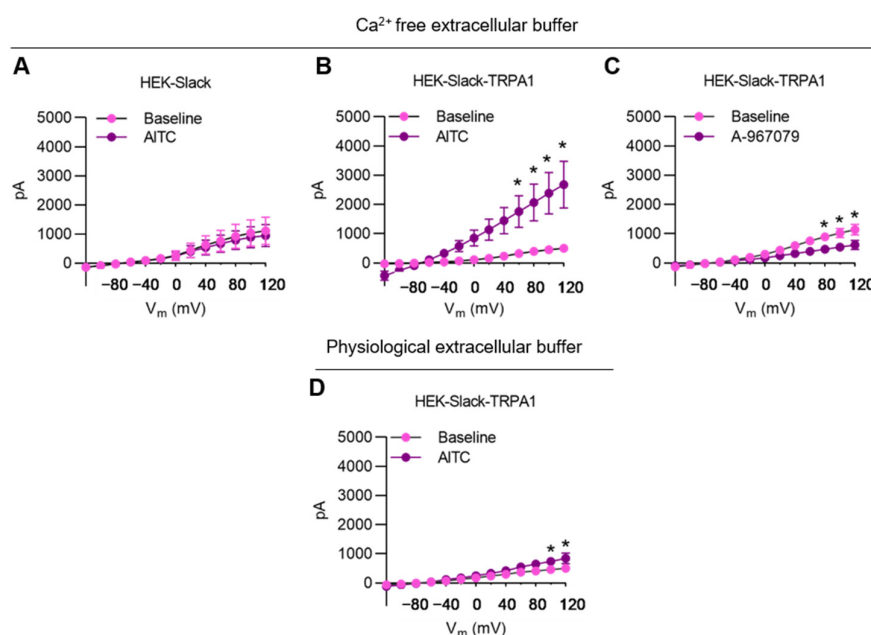 Ca²⁺ free extracellular buffer
A
HEK-Slack
Baseline
AITC
5000
4000
3000
2000
1000
0
pA
−80 −40 0 40 80 120
Vm (mV)
B
HEK-Slack-TRPA1
Baseline
AITC
5000
4000
3000
2000
1000
0
pA
* * * *
−80 −40 0 40 80 120
Vm (mV)
C
HEK-Slack-TRPA1
Baseline
A-967079
5000
4000
3000
2000
1000
0
pA
* * *
−80 −40 0 40 80 120
Vm (mV)
Physiological extracellular buffer
D
HEK-Slack-TRPA1
Baseline
AITC
5000
4000
3000
2000
1000
0
pA
* *
−80 −40 0 40 80 120
Vm (mV)